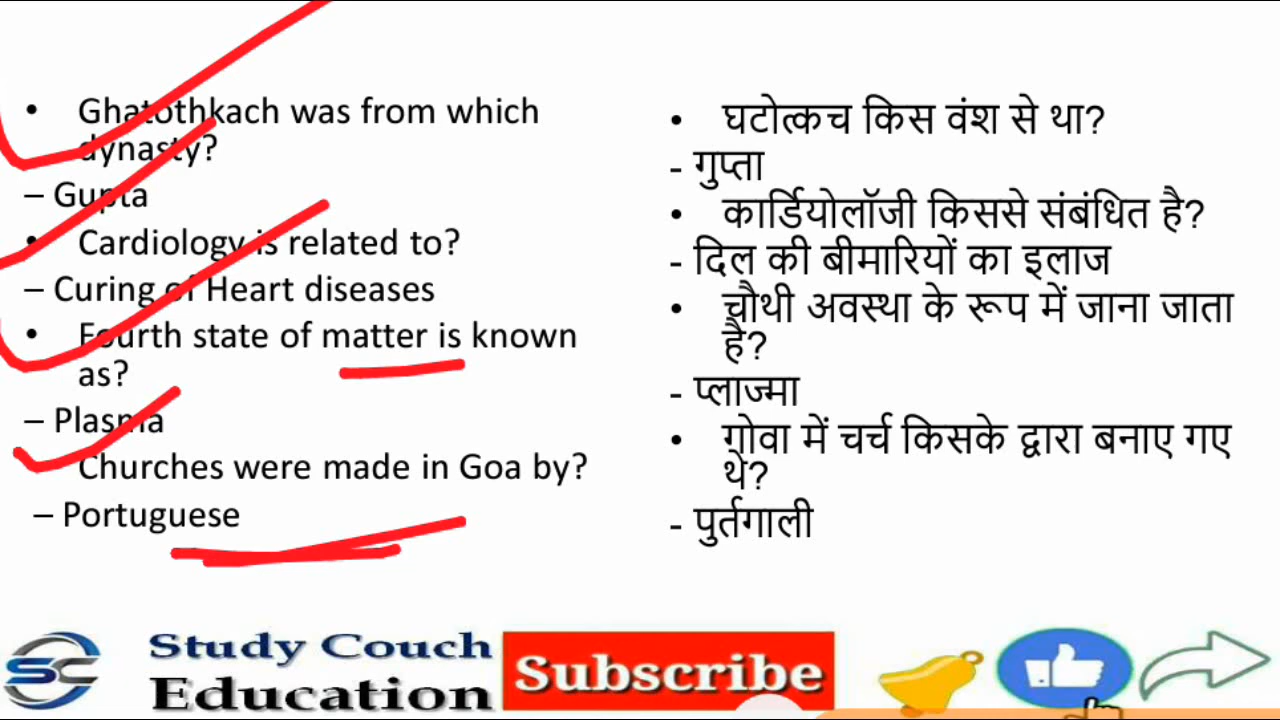 • Ghatothkach was from which
dynasty?
– Gupta
• Cardiology is related to?
– Curing of Heart diseases
• Fourth state of matter is known
as?
– Plasma
Churches were made in Goa by?
– Portuguese
• घटोत्कच किस वंश से था?
- गुप्ता
• कार्डियोलॉजी किससे संबंधित है?
- दिल की बीमारियों का इलाज
• चौथी अवस्था के रूप में जाना जाता
है?
- प्लाज्मा
• गोवा में चर्च किसके द्वारा बनाए गए
थे?
- पुर्तगाली
SC
Study Couch
Education
Subscribe